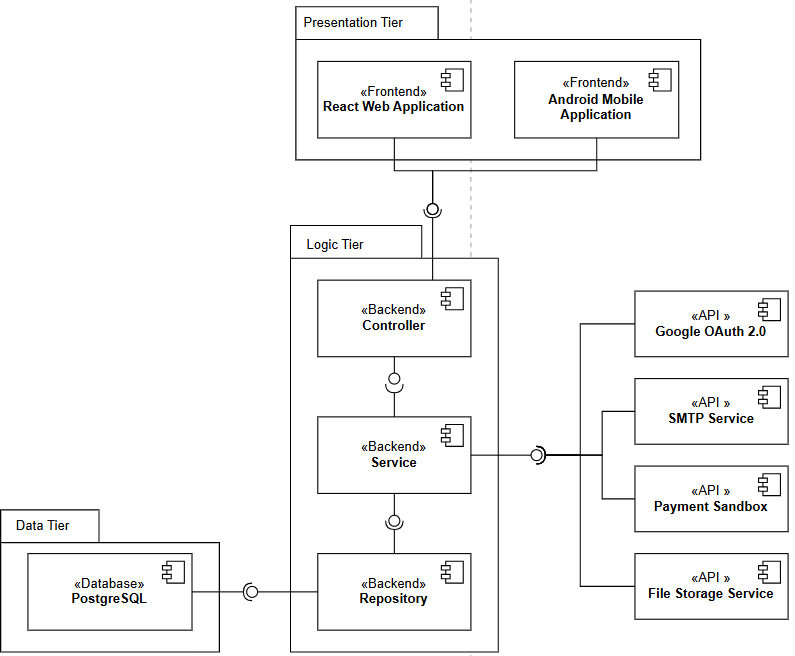 Presentation Tier
«Frontend»
React Web Application
«Frontend»
Android Mobile
Application
Logic Tier
«Backend»
Controller
«Backend»
Service
«Backend»
Repository
«API »
Google OAuth 2.0
«API »
SMTP Service
«API »
Payment Sandbox
«API »
File Storage Service
Data Tier
«Database»
PostgreSQL